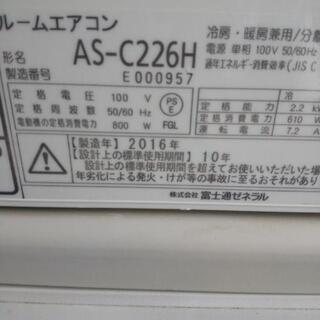 ルームエアコン
冷房・暖房兼用/分離
形名 AS-C226H
電源 単相 100V 50/60Hz
製造番号 E000957
定格電圧 100 V
定格周波数 50/60 Hz
電動機の定格消費電力 800 W
PS E
FGL
冷
定格能力 2.2 kW
定格消費電力 610 W
運転電流 7.2 A
【製造年】2016年
【設計上の標準使用期間】10年
設計上の標準使用期間を超えてお使いいただいた場
年劣化による発火・けが等の事故に至るおそれがあり
株式会社 富士通ゼネラル